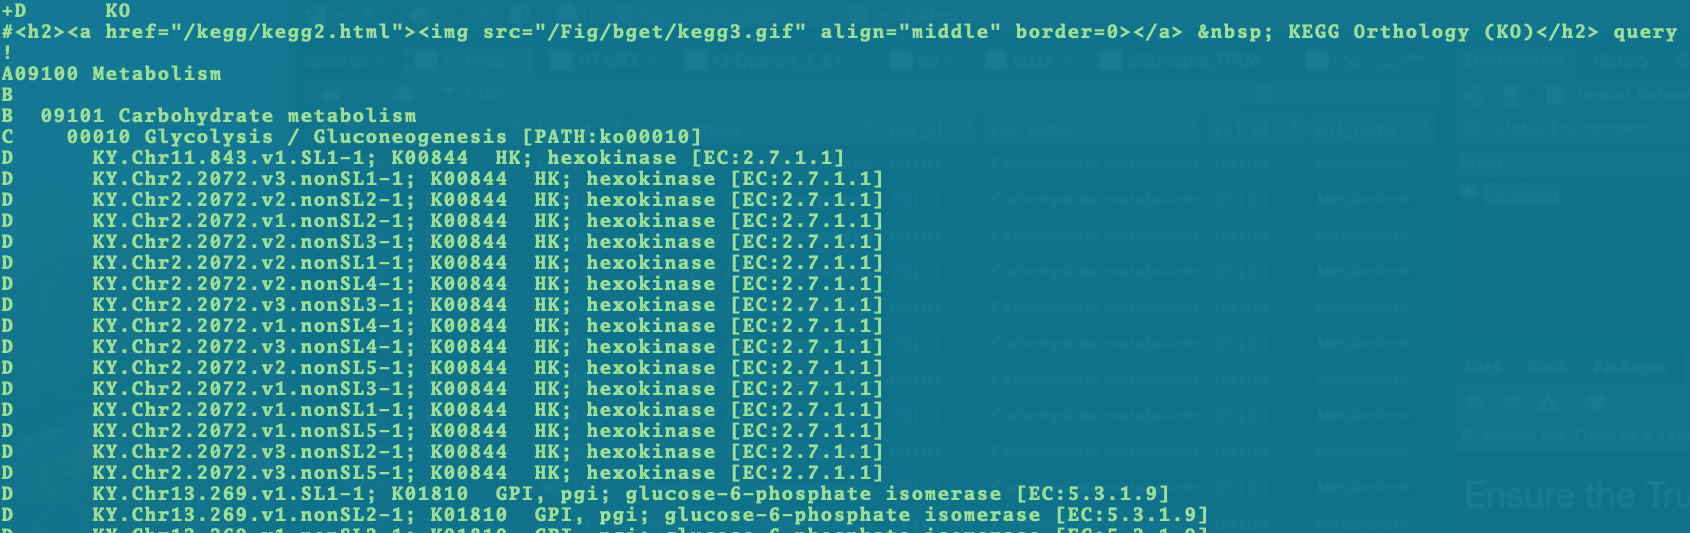 +D	KO
#<h2><a href="/kegg/kegg2.html"><img src="/Fig/bget/kegg3.gif" align="middle" border=0></a> &nbsp; KEGG Orthology (KO)</h2> query
!
A09100 Metabolism
B
B  09101 Carbohydrate metabolism
C    00010 Glycolysis / Gluconeogenesis [PATH:ko00010]
D      KY.Chr11.843.v1.SL1-1; K00844  HK; hexokinase [EC:2.7.1.1]
D      KY.Chr2.2072.v3.nonSL1-1; K00844  HK; hexokinase [EC:2.7.1.1]
D      KY.Chr2.2072.v2.nonSL2-1; K00844  HK; hexokinase [EC:2.7.1.1]
D      KY.Chr2.2072.v1.nonSL2-1; K00844  HK; hexokinase [EC:2.7.1.1]
D      KY.Chr2.2072.v2.nonSL3-1; K00844  HK; hexokinase [EC:2.7.1.1]
D      KY.Chr2.2072.v2.nonSL1-1; K00844  HK; hexokinase [EC:2.7.1.1]
D      KY.Chr2.2072.v2.nonSL4-1; K00844  HK; hexokinase [EC:2.7.1.1]
D      KY.Chr2.2072.v3.nonSL3-1; K00844  HK; hexokinase [EC:2.7.1.1]
D      KY.Chr2.2072.v1.nonSL4-1; K00844  HK; hexokinase [EC:2.7.1.1]
D      KY.Chr2.2072.v3.nonSL4-1; K00844  HK; hexokinase [EC:2.7.1.1]
D      KY.Chr2.2072.v2.nonSL5-1; K00844  HK; hexokinase [EC:2.7.1.1]
D      KY.Chr2.2072.v1.nonSL3-1; K00844  HK; hexokinase [EC:2.7.1.1]
D      KY.Chr2.2072.v1.nonSL1-1; K00844  HK; hexokinase [EC:2.7.1.1]
D      KY.Chr2.2072.v1.nonSL5-1; K00844  HK; hexokinase [EC:2.7.1.1]
D      KY.Chr2.2072.v3.nonSL2-1; K00844  HK; hexokinase [EC:2.7.1.1]
D      KY.Chr2.2072.v3.nonSL5-1; K00844  HK; hexokinase [EC:2.7.1.1]
D      KY.Chr13.269.v1.SL1-1; K01810  GPI, pgi; glucose-6-phosphate isomerase [EC:5.3.1.9]
D      KY.Chr13.269.v1.nonSL2-1; K01810  GPI, pgi; glucose-6-phosphate isomerase [EC:5.3.1.9]